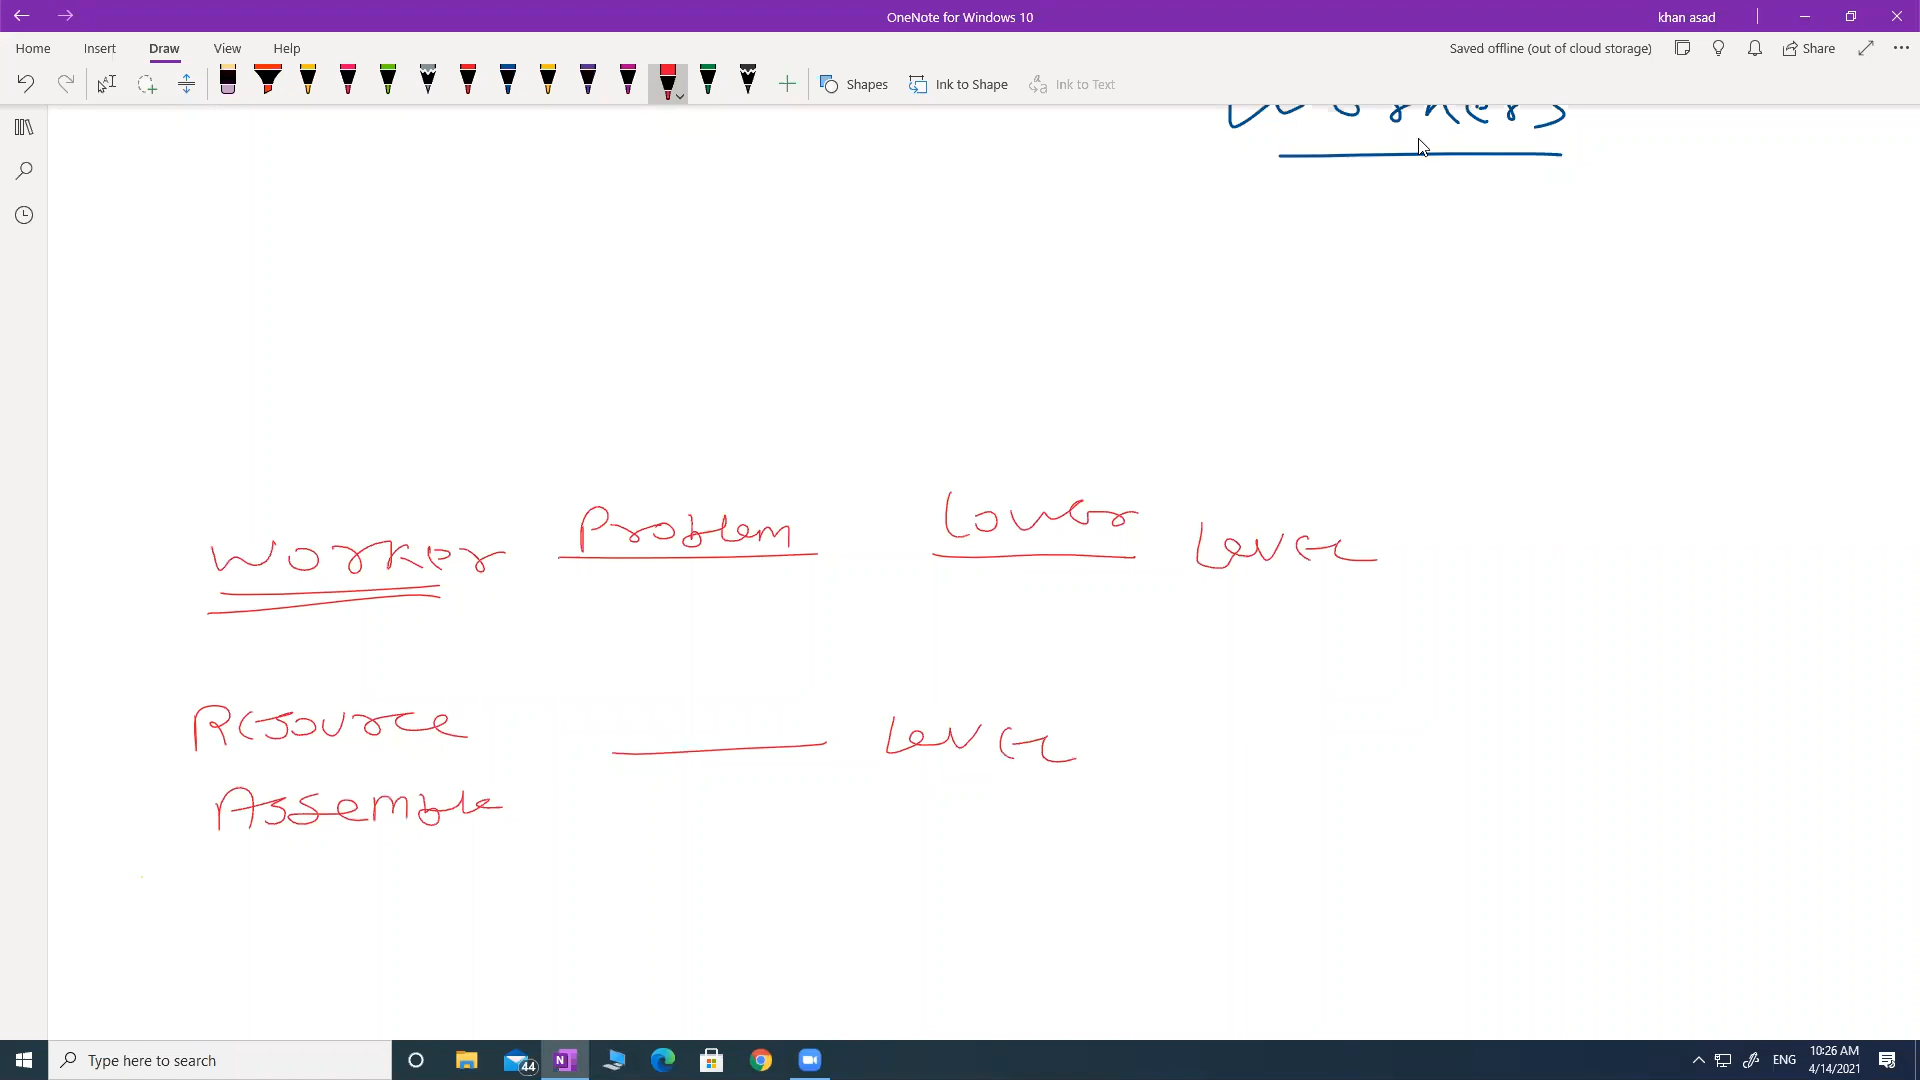 OneNote for Windows 10
khan asad
Home Insert Draw View Help
Saved offline (out of cloud storage)
Share
Shapes
Ink to Shape
Ink to Text
Workers
Worker Problem Lower Level
Resource Level
Assemble
Type here to search
44
ENG
10:26 AM
4/14/2021